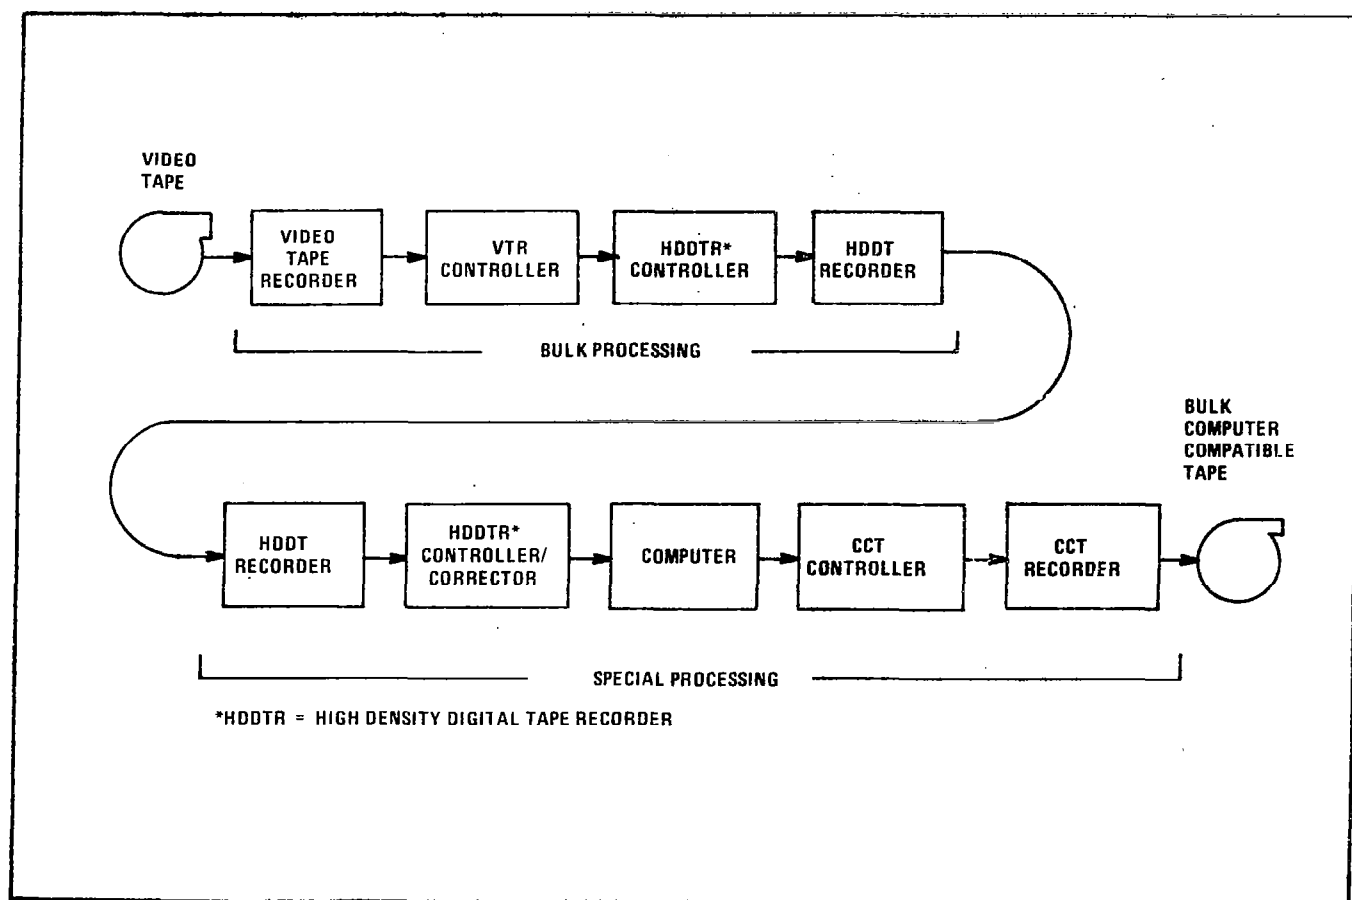 VIDEO
TAPE
VIDEO
TAPE
RECORDER
VTR
CONTROLLER
HDDTR*
CONTROLLER
HDDT
RECORDER
BULK PROCESSING
BULK
COMPUTER
COMPATIBLE
TAPE
HDDT
RECORDER
HDDTR*
CONTROLLER/
CORRECTOR
COMPUTER
CCT
CONTROLLER
CCT
RECORDER
SPECIAL PROCESSING
*HDDTR = HIGH DENSITY DIGITAL TAPE RECORDER